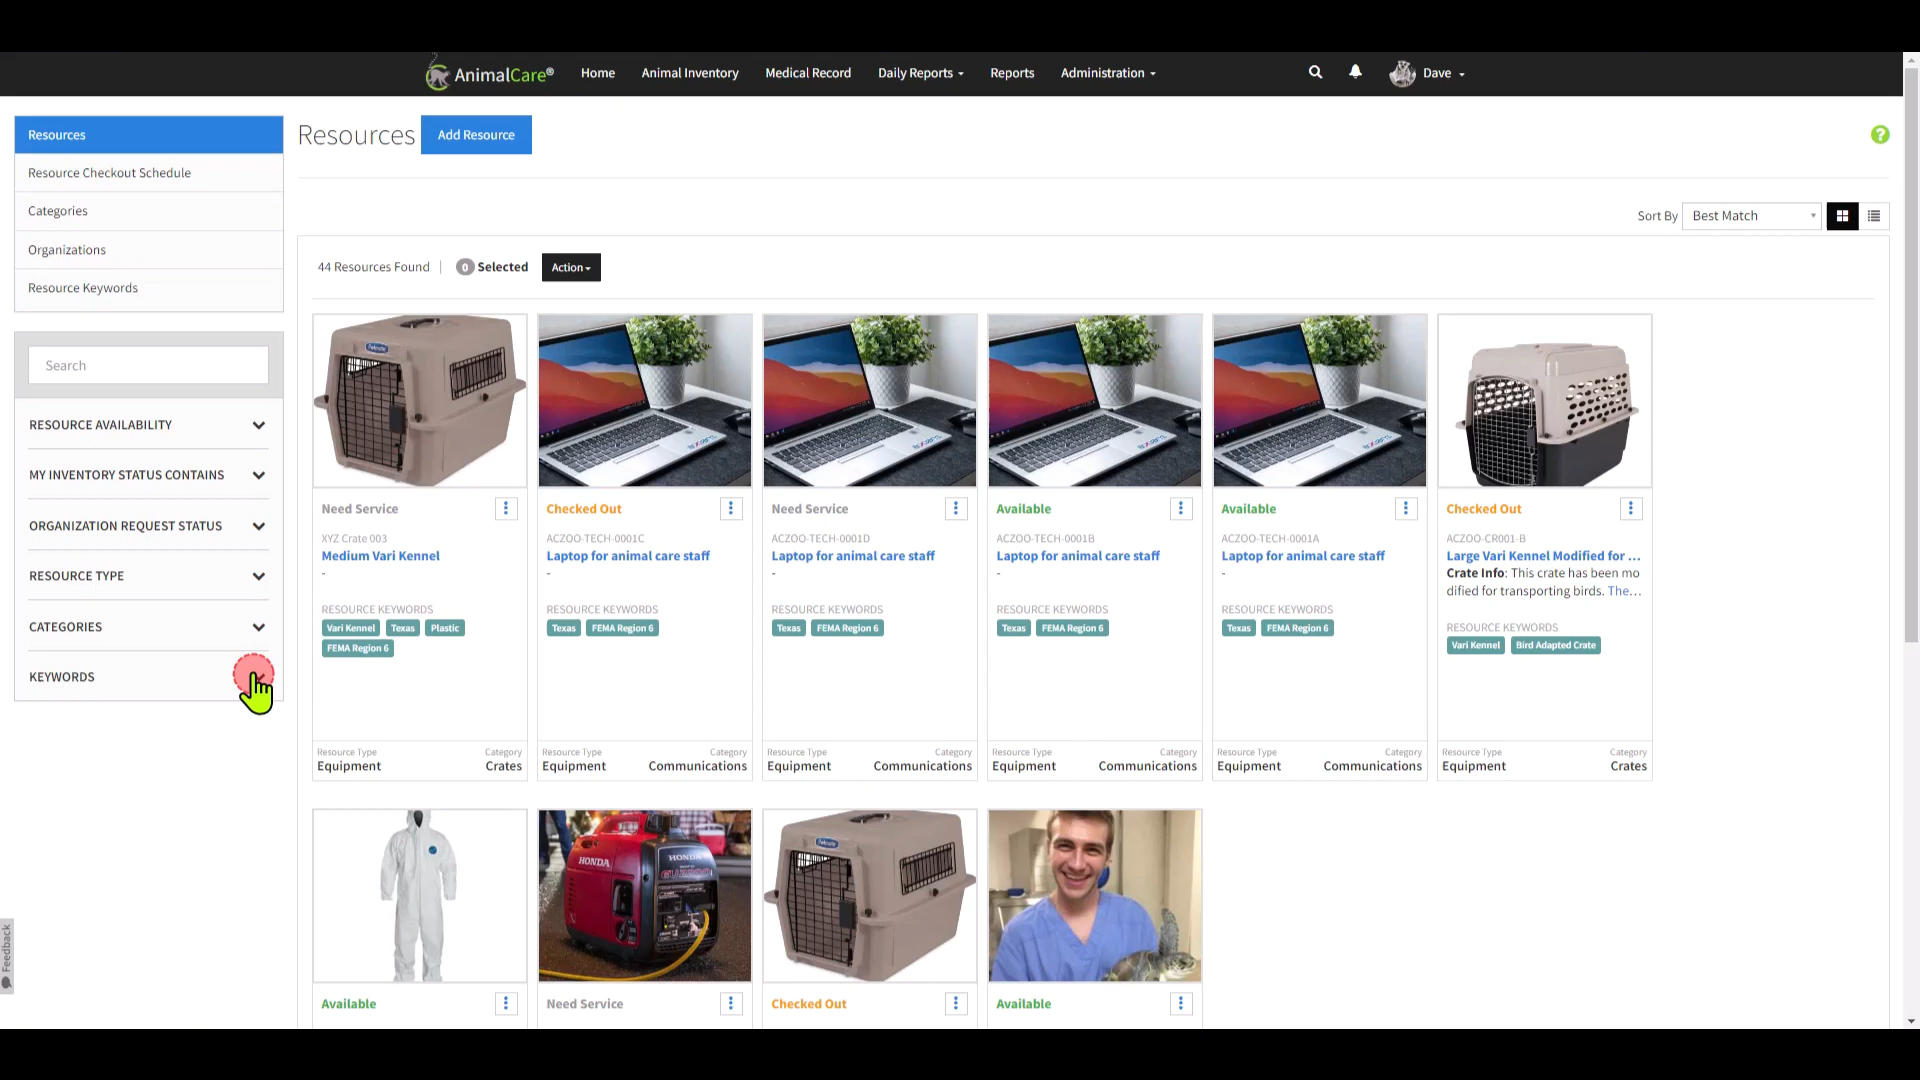 AnimalCare®
Home
Animal Inventory
Medical Record
Daily Reports
Reports
Administration
Dave
Resources
Resource Checkout Schedule
Categories
Organizations
Resource Keywords
Search
RESOURCE AVAILABILITY
MY INVENTORY STATUS CONTAINS
ORGANIZATION REQUEST STATUS
RESOURCE TYPE
CATEGORIES
KEYWORDS
Feedback
Resources
Add Resource
?
Sort By
Best Match
44 Resources Found
0 Selected
Action
Need Service
XYZ Crate 003
Medium Vari Kennel
-
RESOURCE KEYWORDS
Vari Kennel Texas Plastic
FEMA Region 6
Resource Type Category
Equipment Crates
Checked Out
ACZOO-TECH-0001C
Laptop for animal care staff
-
RESOURCE KEYWORDS
Texas FEMA Region 6
Resource Type Category
Equipment Communications
Need Service
ACZOO-TECH-0001D
Laptop for animal care staff
-
RESOURCE KEYWORDS
Texas FEMA Region 6
Resource Type Category
Equipment Communications
Available
ACZOO-TECH-0001B
Laptop for animal care staff
-
RESOURCE KEYWORDS
Texas FEMA Region 6
Resource Type Category
Equipment Communications
Available
ACZOO-TECH-0001A
Laptop for animal care staff
-
RESOURCE KEYWORDS
Texas FEMA Region 6
Resource Type Category
Equipment Communications
Checked Out
ACZOO-CR001-B
Large Vari Kennel Modified for ...
Crate Info: This crate has been mo
dified for transporting birds. The...
RESOURCE KEYWORDS
Vari Kennel Bird Adapted Crate
Resource Type Category
Equipment Crates
Available
HONDA
HONDA
Need Service
Checked Out
Available